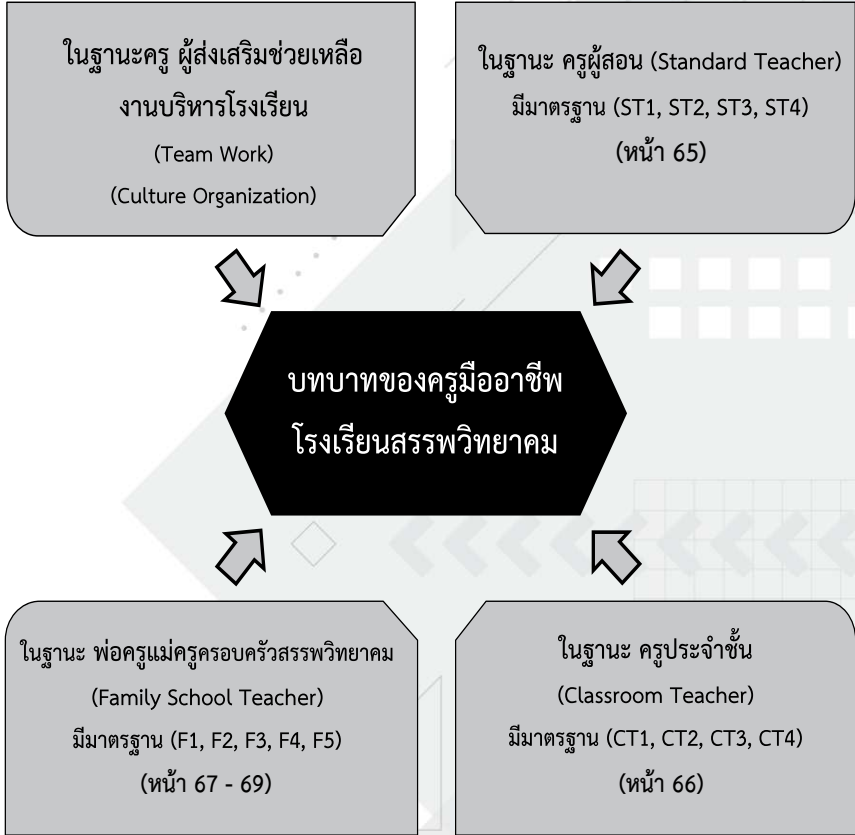 ในฐานะครู ผู้ส่งเสริมช่วยเหลือ
งานบริหารโรงเรียน
(Team Work)
(Culture Organization)
ในฐานะ ครูผู้สอน (Standard Teacher)
มีมาตรฐาน (ST1, ST2, ST3, ST4)
(หน้า 65)
บทบาทของครูมืออาชีพ
โรงเรียนสรรพวิทยาคม
ในฐานะ พ่อครูแม่ครูครอบครัวสรรพวิทยาคม
(Family School Teacher)
มีมาตรฐาน (F1, F2, F3, F4, F5)
(หน้า 67 - 69)
ในฐานะ ครูประจำชั้น
(Classroom Teacher)
มีมาตรฐาน (CT1, CT2, CT3, CT4)
(หน้า 66)